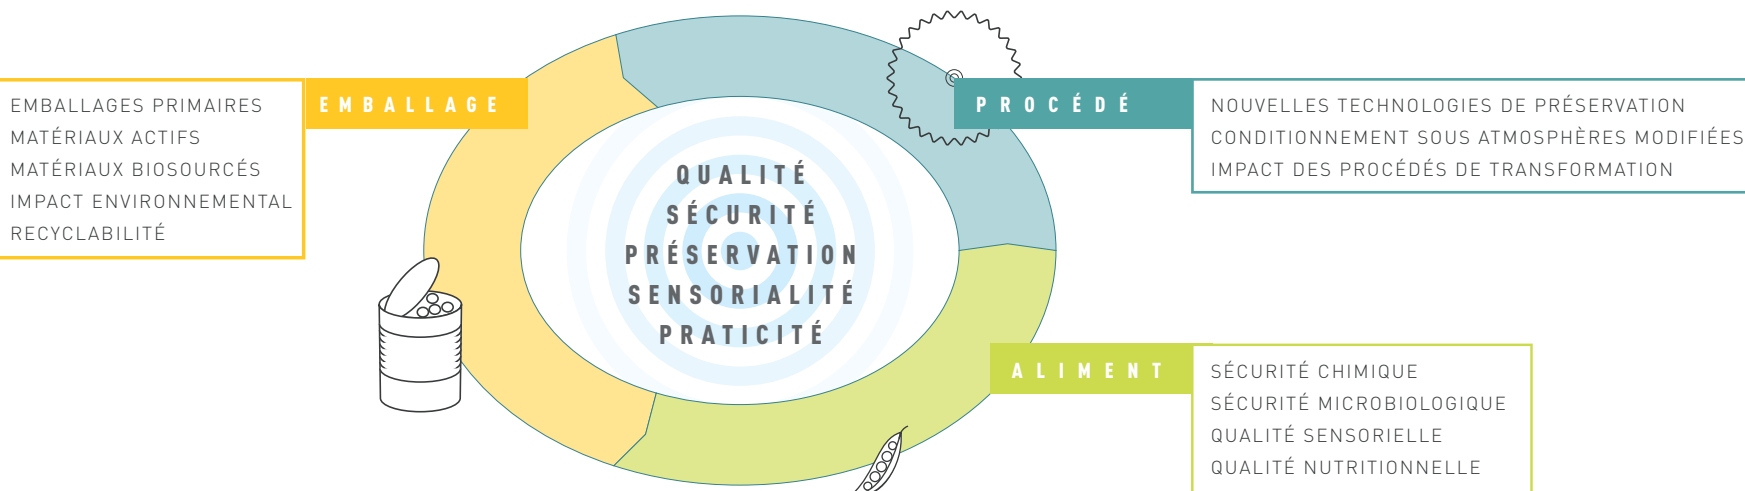 EMBALLAGE
EMBALLAGES PRIMAIRES
MATÉRIAUX ACTIFS
MATÉRIAUX BIOSOURCÉS
IMPACT ENVIRONNEMENTAL
RECYCLABILITÉ
QUALITÉ
SÉCURITÉ
PRÉSERVATION
SENSORIALITÉ
PRATICITÉ
PROCÉDÉ
NOUVELLES TECHNOLOGIES DE PRÉSERVATION
CONDITIONNEMENT SOUS ATMOSPHÈRES MODIFIÉES
IMPACT DES PROCÉDÉS DE TRANSFORMATION
ALIMENT
SÉCURITÉ CHIMIQUE
SÉCURITÉ MICROBIOLOGIQUE
QUALITÉ SENSORIELLE
QUALITÉ NUTRITIONNELLE